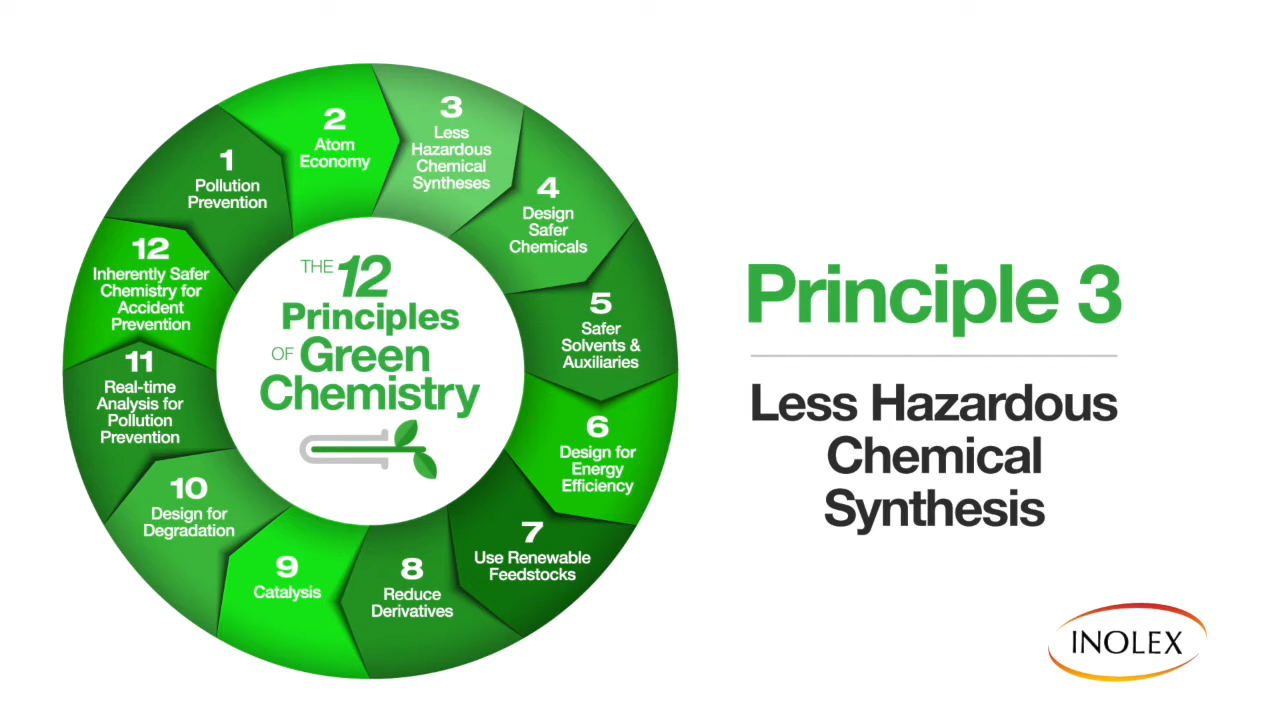 THE 12
Principles
OF Green
Chemistry
1
Pollution
Prevention
2
Atom
Economy
3
Less
Hazardous
Chemical
Syntheses
4
Design
Safer
Chemicals
5
Safer
Solvents &
Auxiliaries
6
Design for
Energy
Efficiency
7
Use Renewable
Feedstocks
8
Reduce
Derivatives
9
Catalysis
10
Design for
Degradation
11
Real-time
Analysis for
Pollution
Prevention
12
Inherently Safer
Chemistry for
Accident
Prevention
Principle 3
Less Hazardous
Chemical
Synthesis
INOLEX